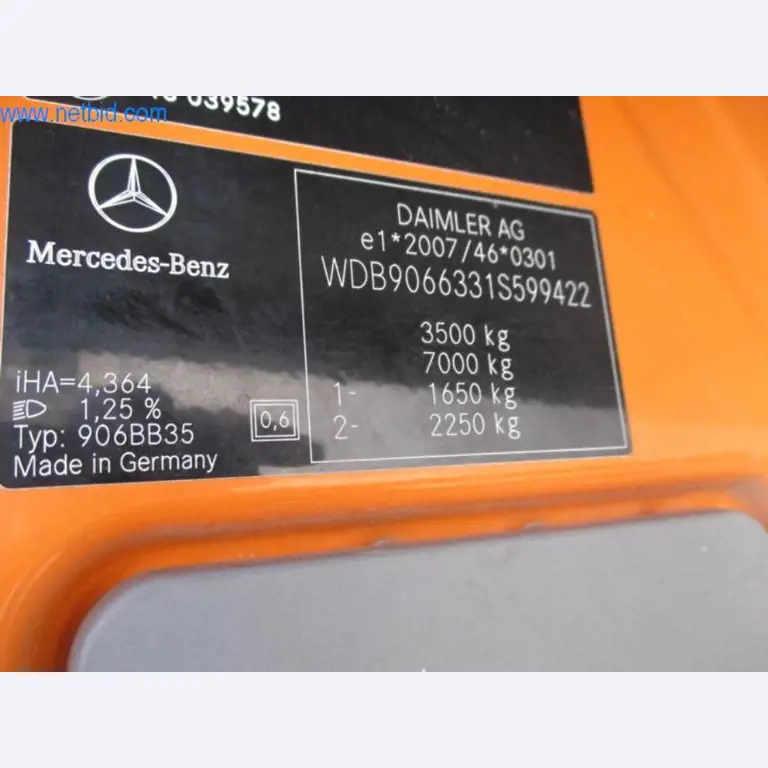 www.netbid.com
039578
Mercedes-Benz
iHA=4,364
1,25 %
Typ: 906BB35
Made in Germany
0,6
DAIMLER AG
e1*2007/46*0301
WDB9066331S599422
3500 kg
7000 kg
1- 1650 kg
2- 2250 kg